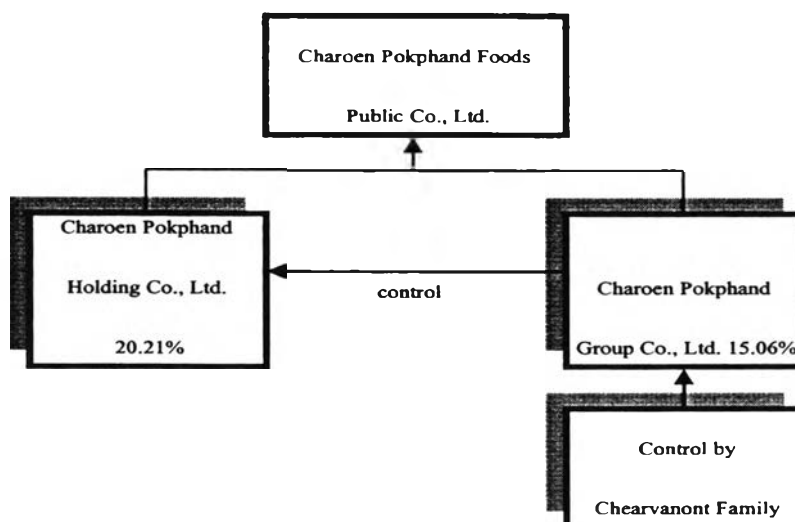 Charoen Pokphand Foods
Public Co., Ltd.
Charoen Pokphand
Holding Co., Ltd.
20.21%
control
Charoen Pokphand
Group Co., Ltd. 15.06%
Control by
Chearvanont Family